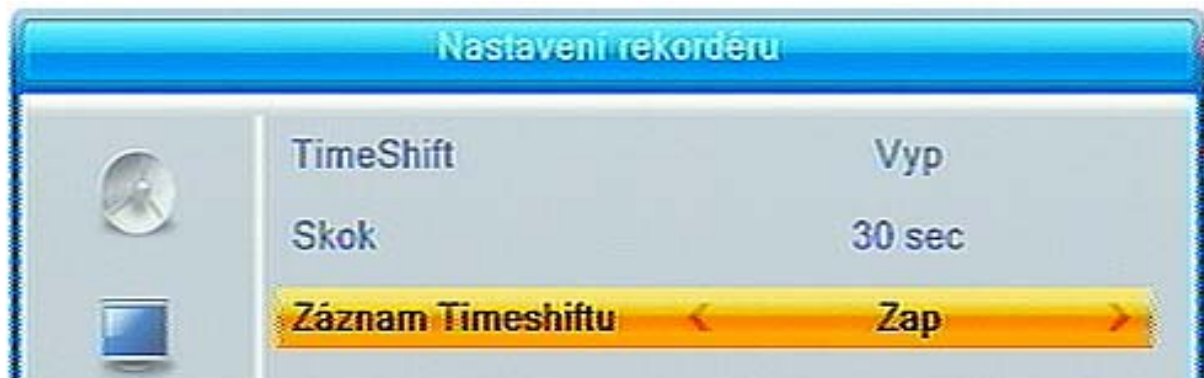 Nastavení rekordéru
TimeShift Vyp
Skok 30 sec
Záznam Timeshiftu Zap